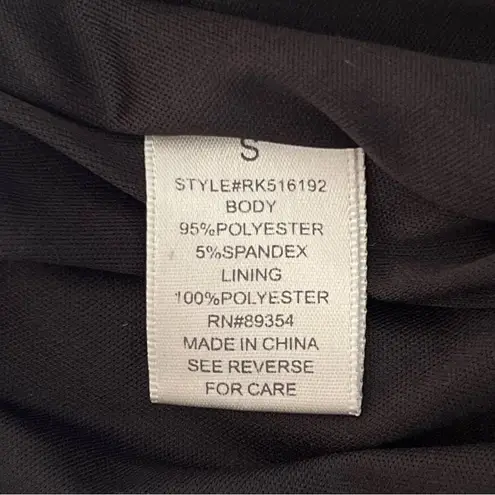 S
STYLE#RK516192
BODY
95%POLYESTER
5%SPANDEX
LINING
100%POLYESTER
RN#89354
MADE IN CHINA
SEE REVERSE
FOR CARE